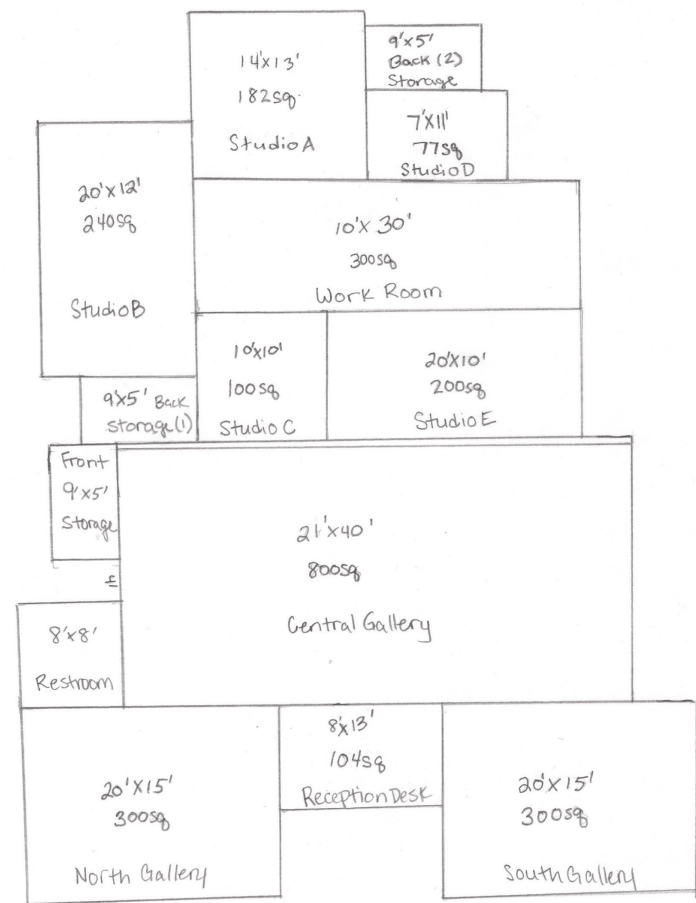 14'x13'
182sq.
Studio A
9'x5'
Back (2)
Storage
7'x11'
77sq
Studio D
20'x12'
240sq
Studio B
10'x 30'
300sq
Work Room
9'x5' Back
storage(1)
10'x10'
100sq
Studio C
20'x10'
200sq
Studio E
Front
9'x5'
Storage
21'x40'
800sq
Central Gallery
8'x8'
Restroom
20'x15'
300sq
North Gallery
8'x13'
104sq
Reception Desk
20'x15'
300sq
South Gallery